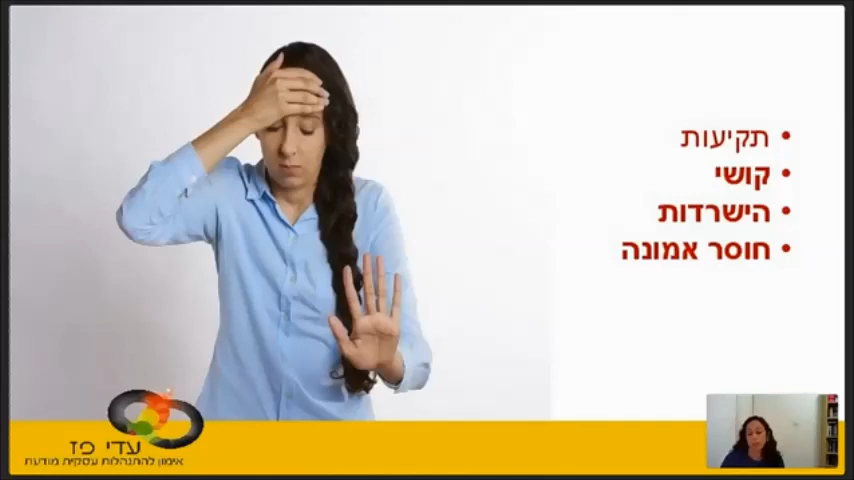 תקיעות
קושי
הישרדות
חוסר אמונה
עדי פז
אימון להתנהלות עסקית מודעת